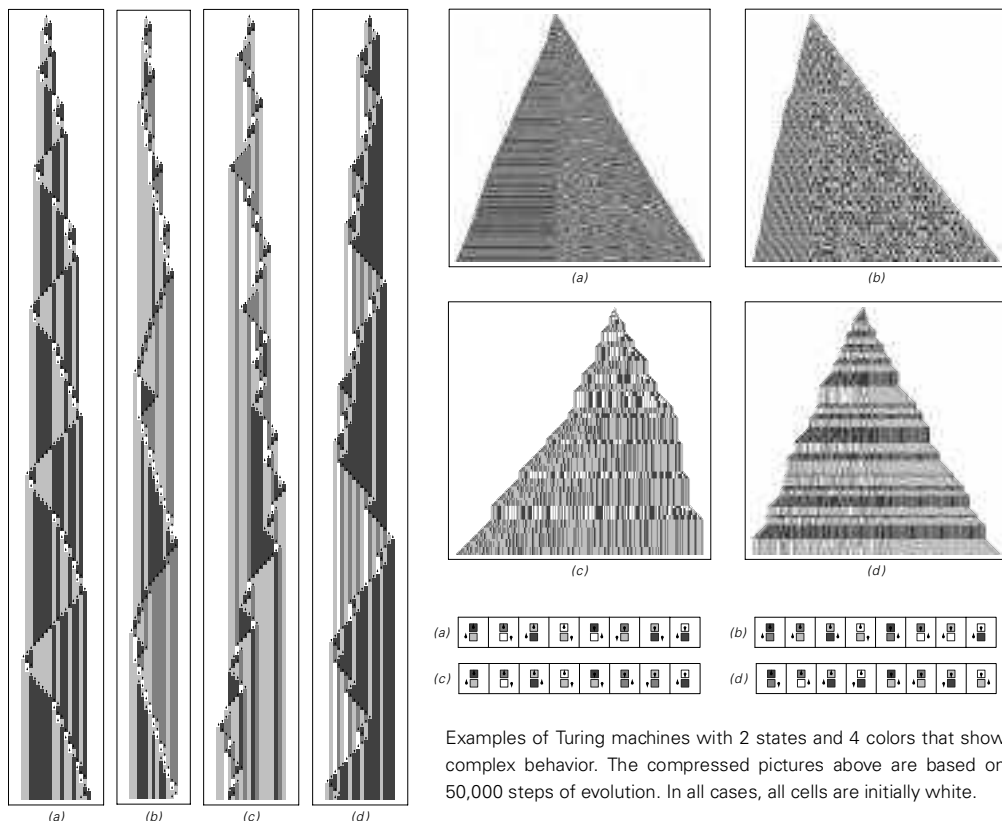 (a)
(b)
(c)
(d)
(a)
(b)
(c)
(d)
(a)
(b)
(c)
(d)
Examples of Turing machines with 2 states and 4 colors that show
complex behavior. The compressed pictures above are based on
50,000 steps of evolution. In all cases, all cells are initially white.